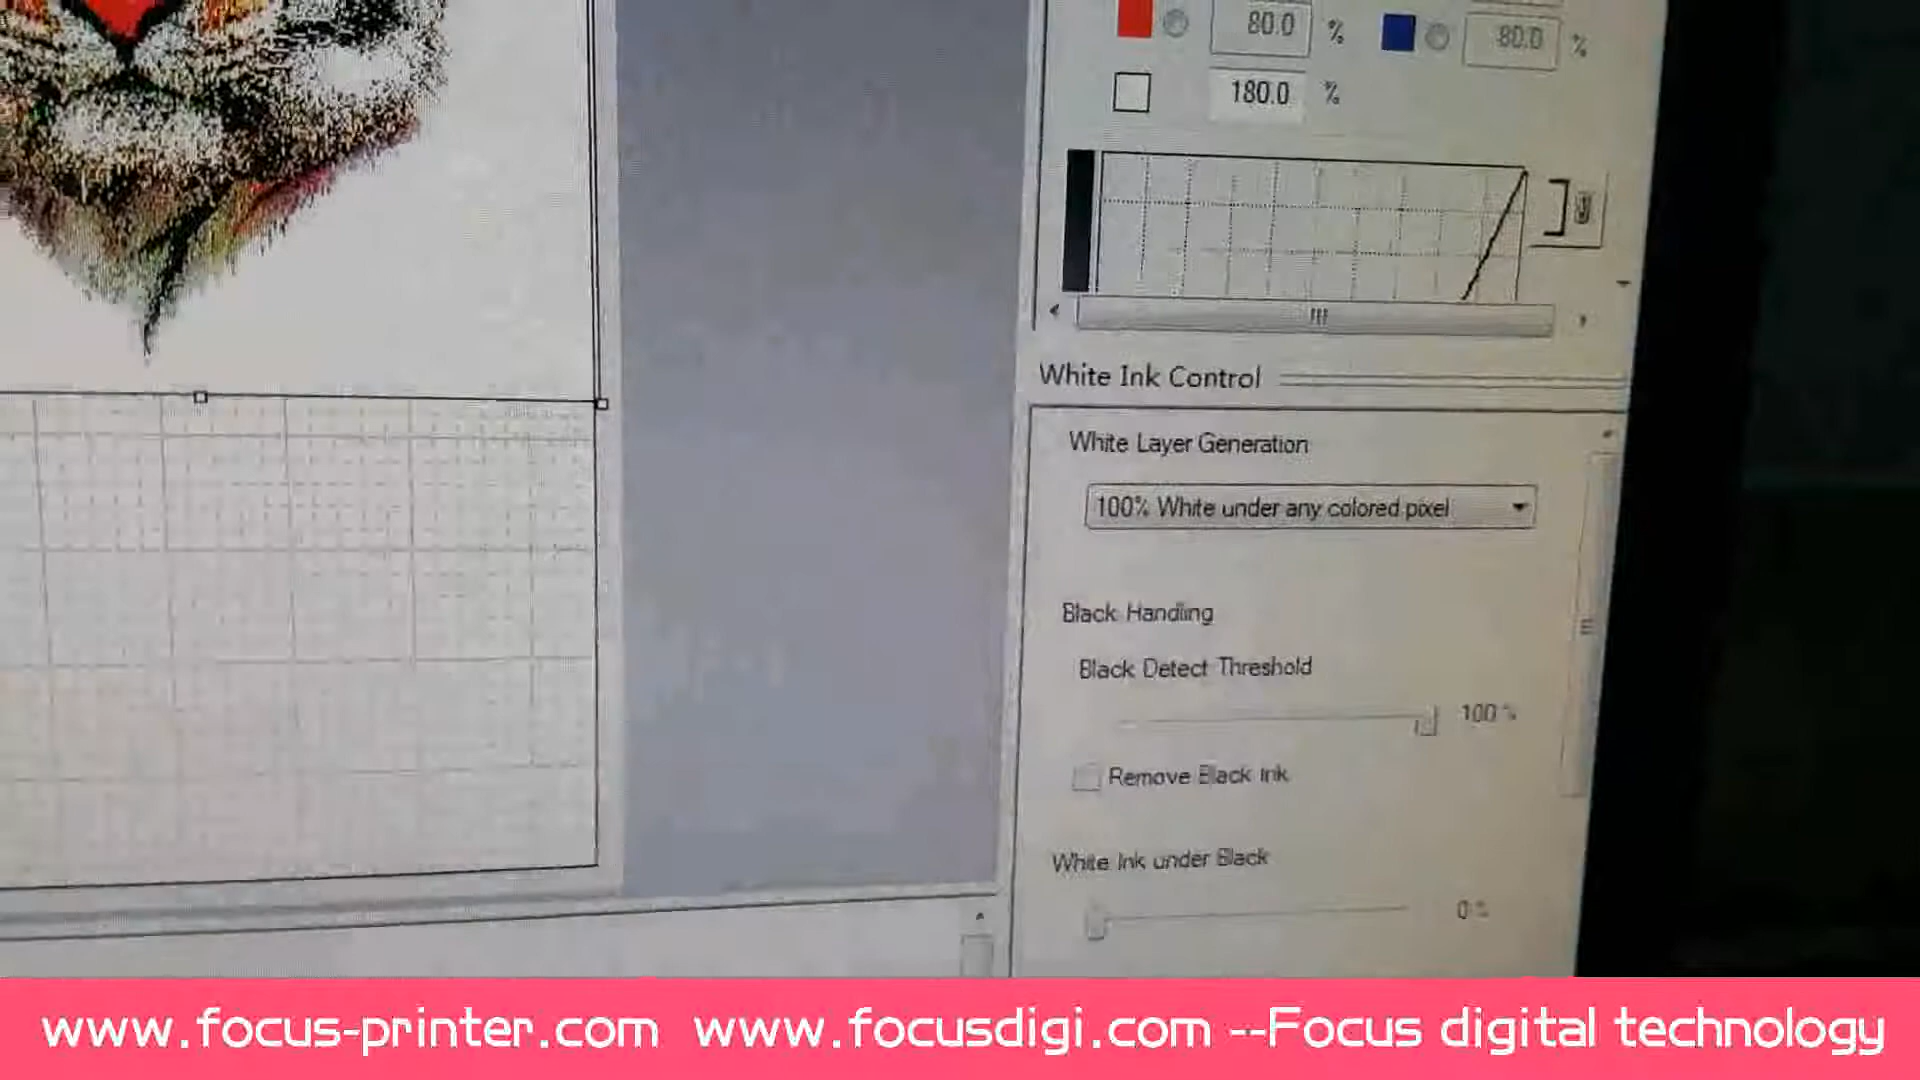 80.0 % 80.0 %
180.0 %
White Ink Control
White Layer Generation
100% White under any colored pixel
Black Handling
Black Detect Threshold
100 %
Remove Black Ink
White Ink under Black
0 %
www.focus-printer.com www.focusdigi.com --Focus digital technology